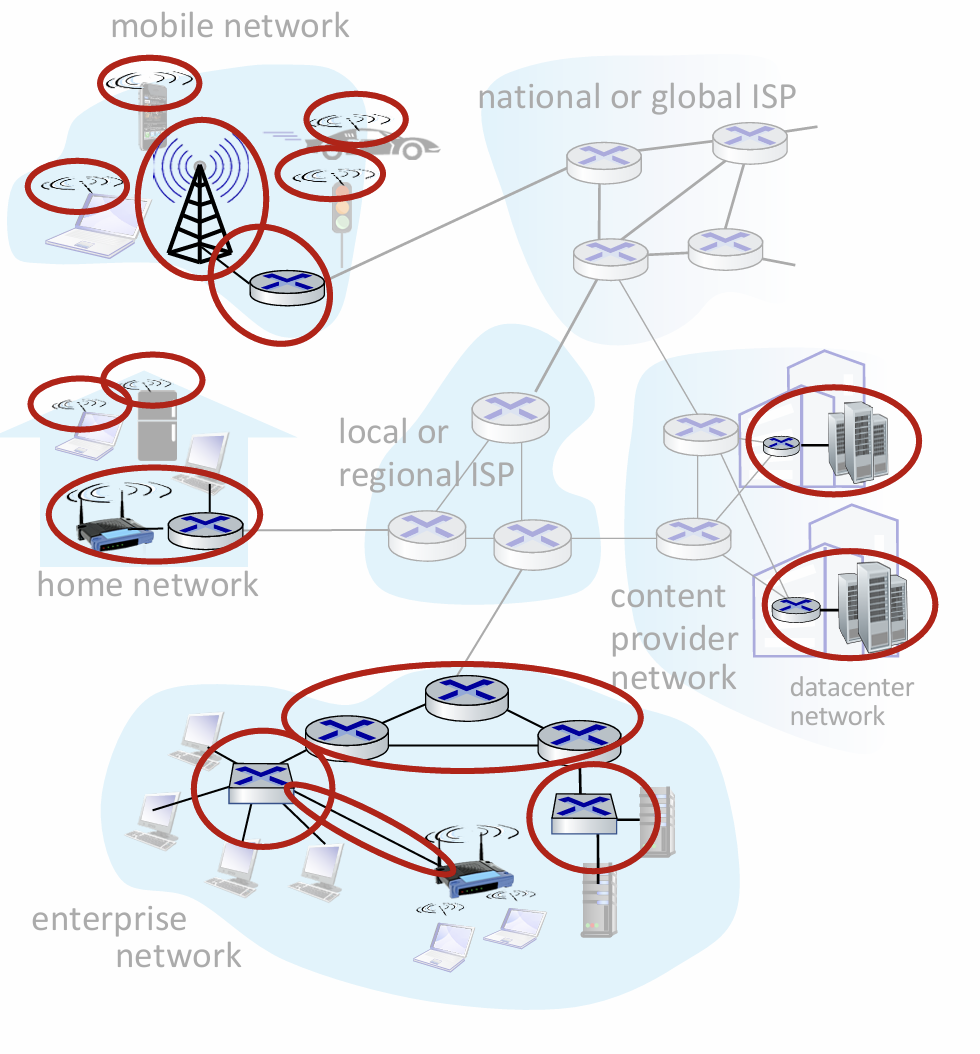 mobile network
national or global ISP
local or
regional ISP
home network
content
provider
network
datacenter
network
enterprise
network